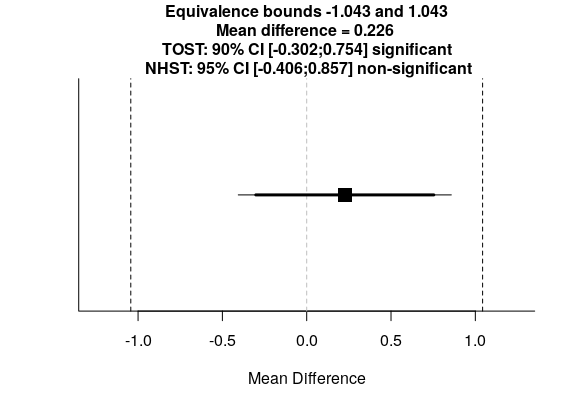 Equivalence bounds -1.043 and 1.043
Mean difference = 0.226
TOST: 90% CI [-0.302;0.754] significant
NHST: 95% CI [-0.406;0.857] non-significant
-1.0 -0.5 0.0 0.5 1.0
Mean Difference